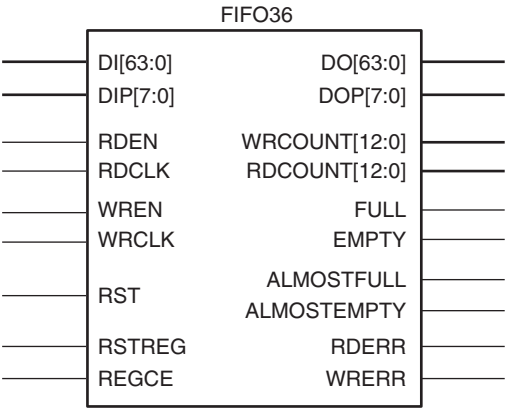 FIFO36
DI[63:0] DO[63:0]
DIP[7:0] DOP[7:0]
RDEN WRCOUNT[12:0]
RDCLK RDCOUNT[12:0]
WREN FULL
WRCLK EMPTY
ALMOSTFULL
RST
ALMOSTEMPTY
RSTREG RDERR
REGCE WRERR